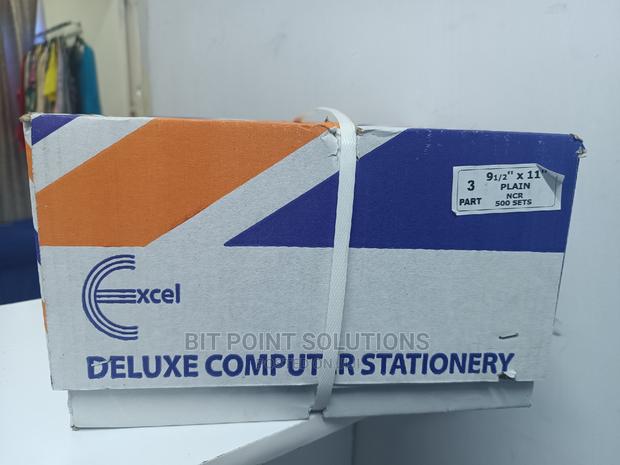 3 PART
9 1/2" x 11"
PLAIN
NCR
500 SETS
Excel
BIT POINT SOLUTIONS
DELUXE COMPUT R STATIONERY